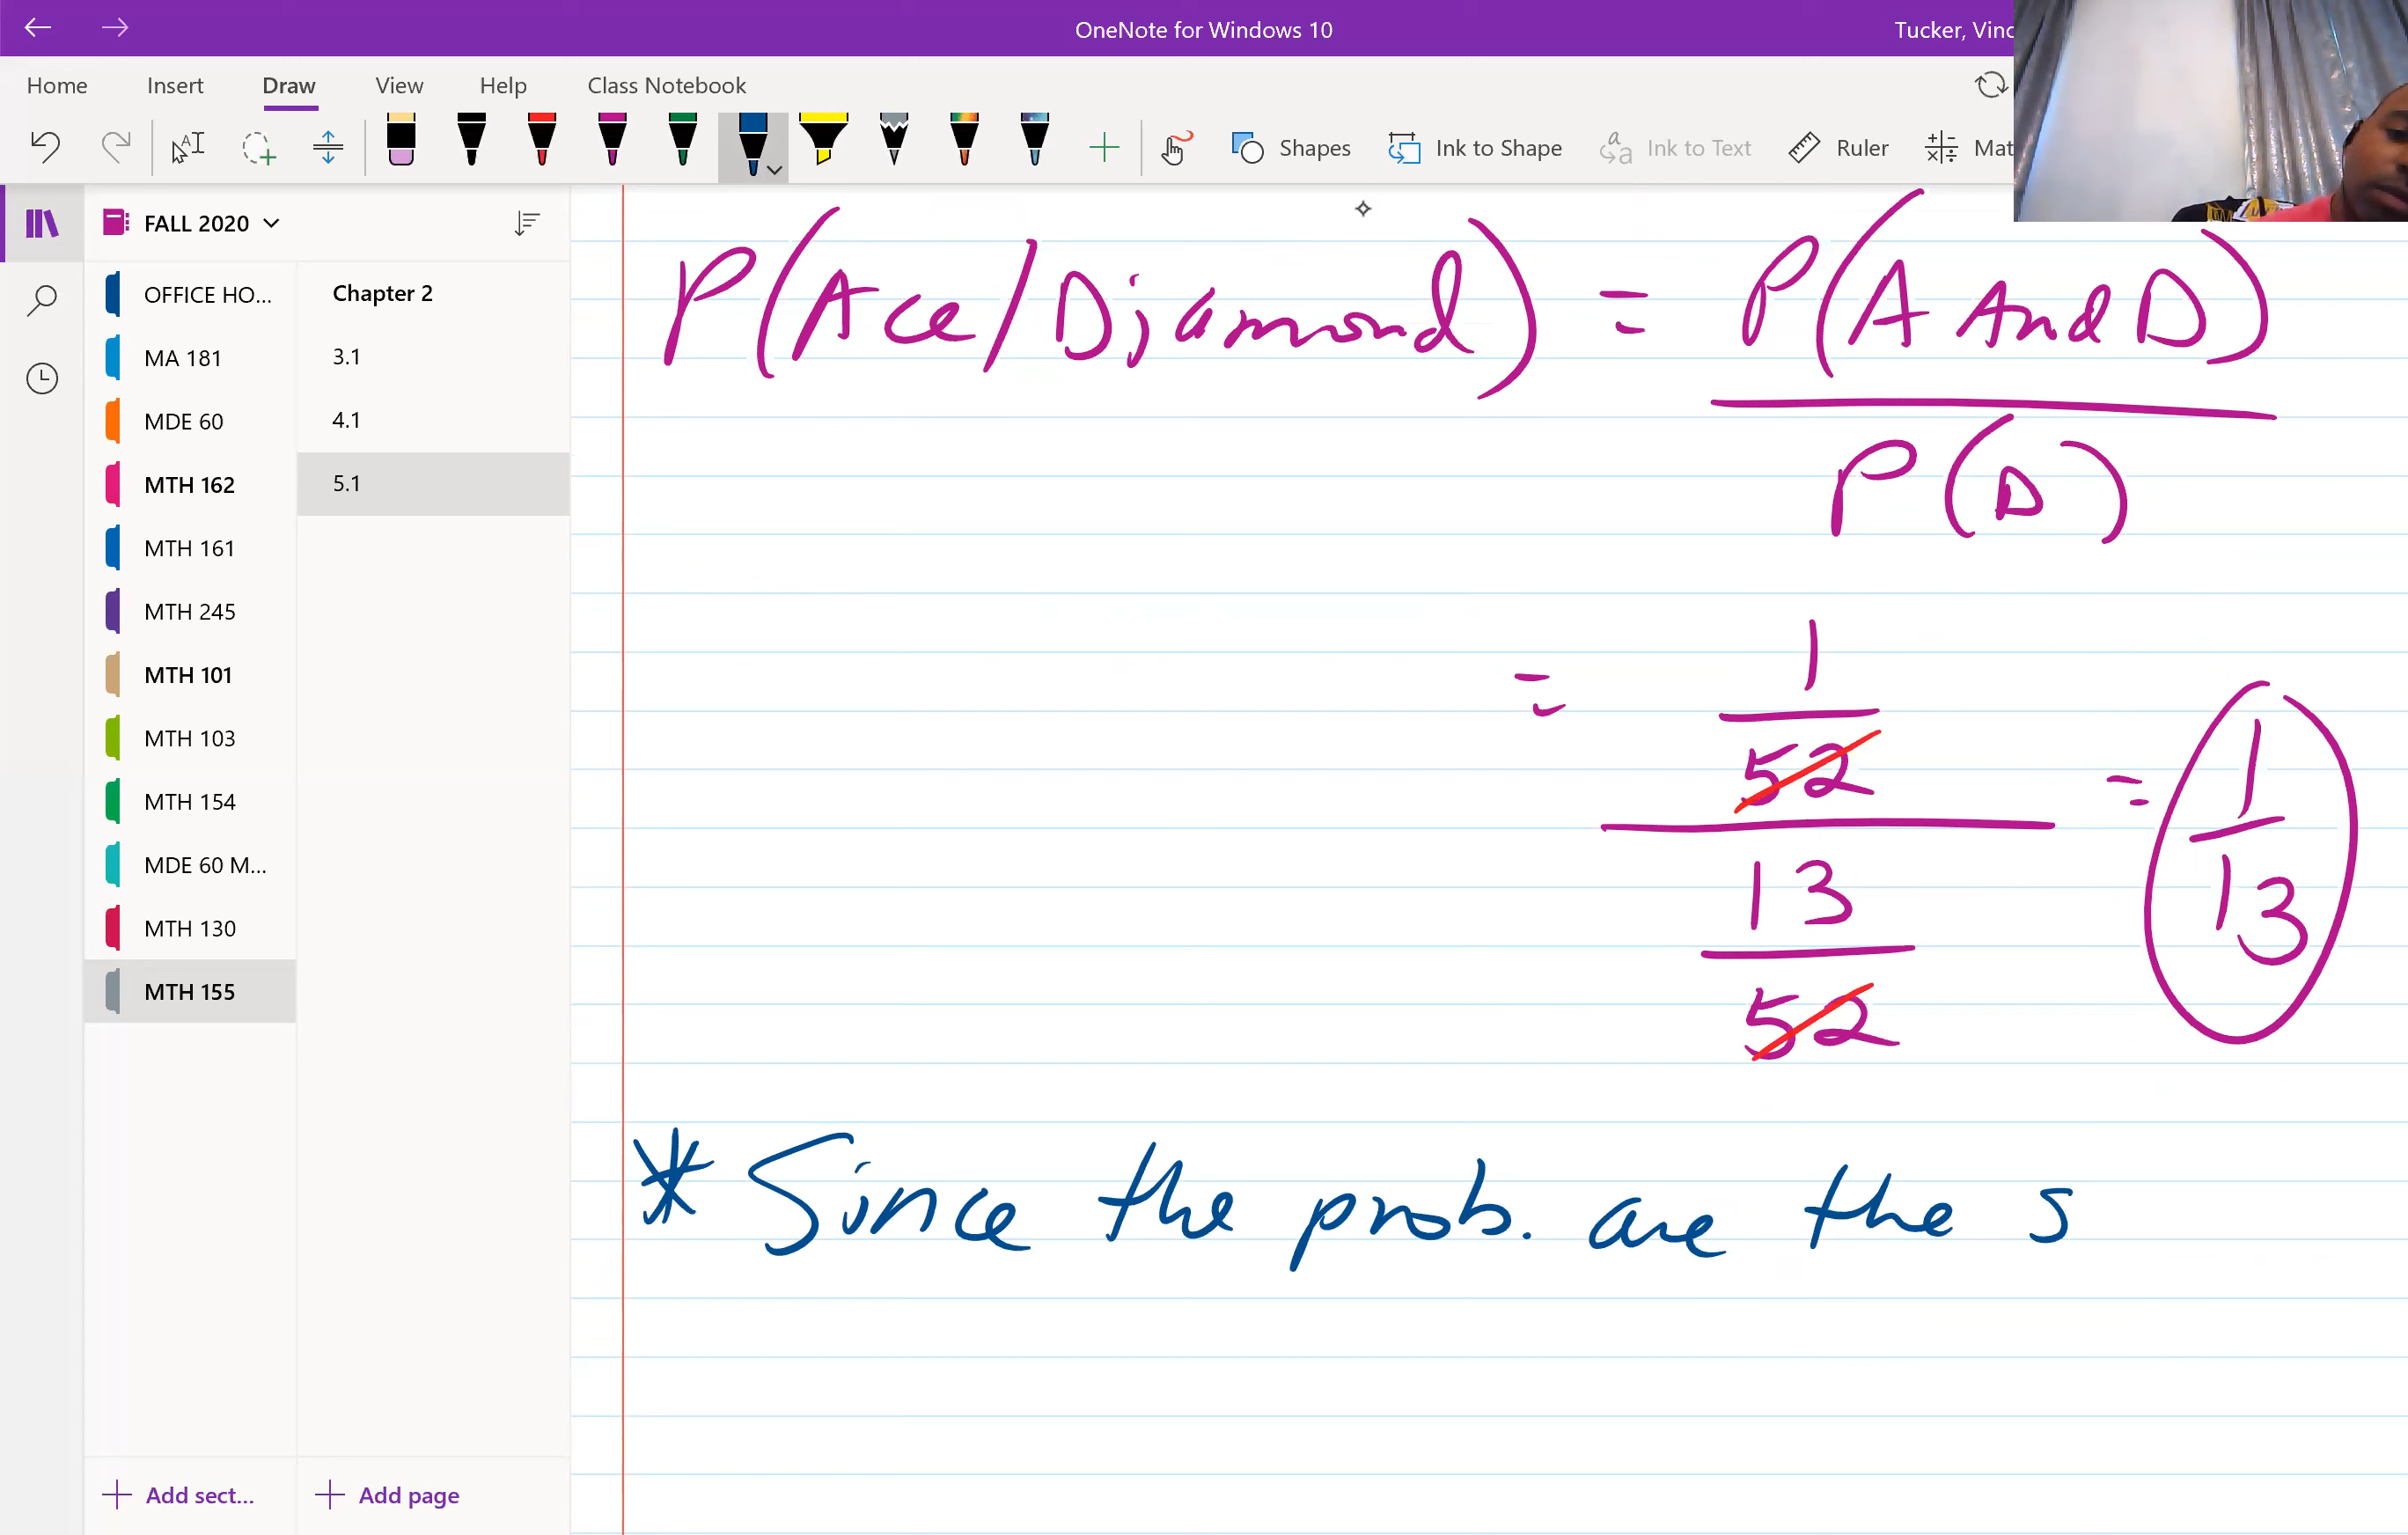 OneNote for Windows 10
Tucker, Vinc
Home Insert Draw View Help Class Notebook
Shapes Ink to Shape Ink to Text Ruler Mat
FALL 2020
OFFICE HO...
MA 181
MDE 60
MTH 162
MTH 161
MTH 245
MTH 101
MTH 103
MTH 154
MDE 60 M...
MTH 130
MTH 155
Add sect...
Chapter 2
3.1
4.1
5.1
Add page
P(Ace/Diamond) = P(A And D)
P(D)
= 1
52
13
52
= 1
13
* Since the prob. are the s